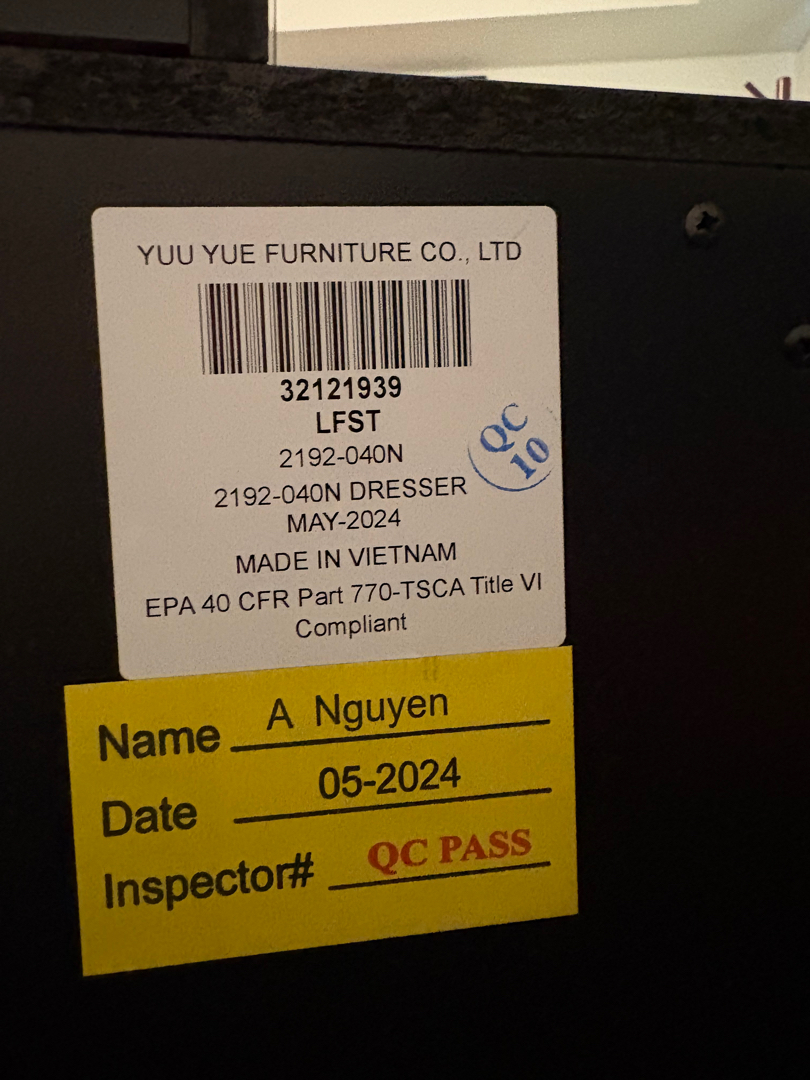 YUU YUE FURNITURE CO., LTD
32121939
LFST
2192-040N
2192-040N DRESSER
MAY-2024
MADE IN VIETNAM
EPA 40 CFR Part 770-TSCA Title VI
Compliant
QC
10
Name A Nguyen
Date 05-2024
Inspector# QC PASS